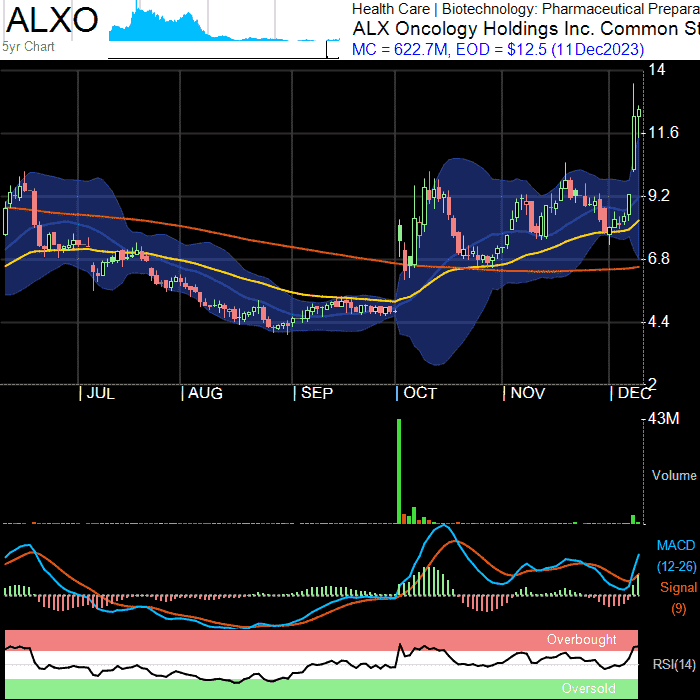 ALXO
5yr Chart
Health Care | Biotechnology: Pharmaceutical Prepara
ALX Oncology Holdings Inc. Common St
MC = 622.7M, EOD = $12.5 (11Dec2023)
14
11.6
9.2
6.8
4.4
2
JUL AUG SEP OCT NOV DEC
43M
Volume
MACD
(12-26)
Signal
(9)
Overbought
RSI(14)
Oversold